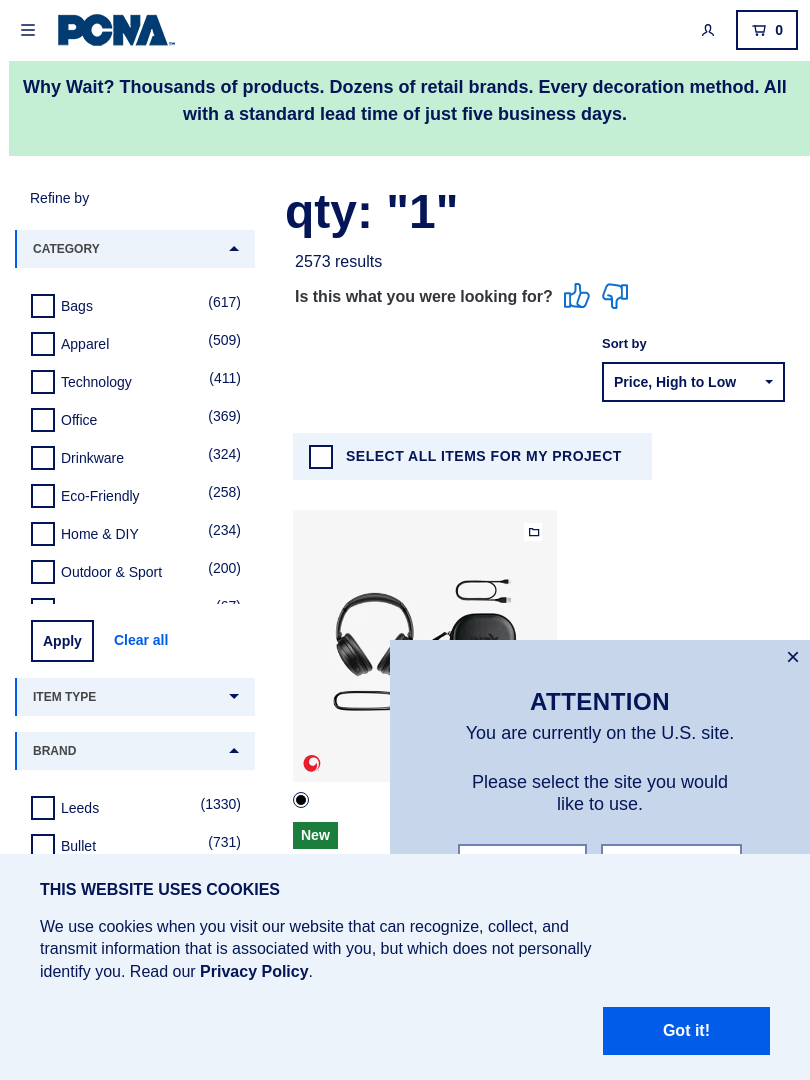 PCNA
0
Why Wait? Thousands of products. Dozens of retail brands. Every decoration method. All
with a standard lead time of just five business days.
Refine by
qty: "1"
CATEGORY
2573 results
Is this what you were looking for?
Bags (617)
Apparel (509)
Technology (411)
Office (369)
Drinkware (324)
Eco-Friendly (258)
Home & DIY (234)
Outdoor & Sport (200)
Sort by
Price, High to Low
SELECT ALL ITEMS FOR MY PROJECT
Apply Clear all
ITEM TYPE
BRAND
Leeds (1330)
Bullet (731)
New
ATTENTION
You are currently on the U.S. site.
Please select the site you would
like to use.
THIS WEBSITE USES COOKIES
We use cookies when you visit our website that can recognize, collect, and
transmit information that is associated with you, but which does not personally
identify you. Read our Privacy Policy.
Got it!